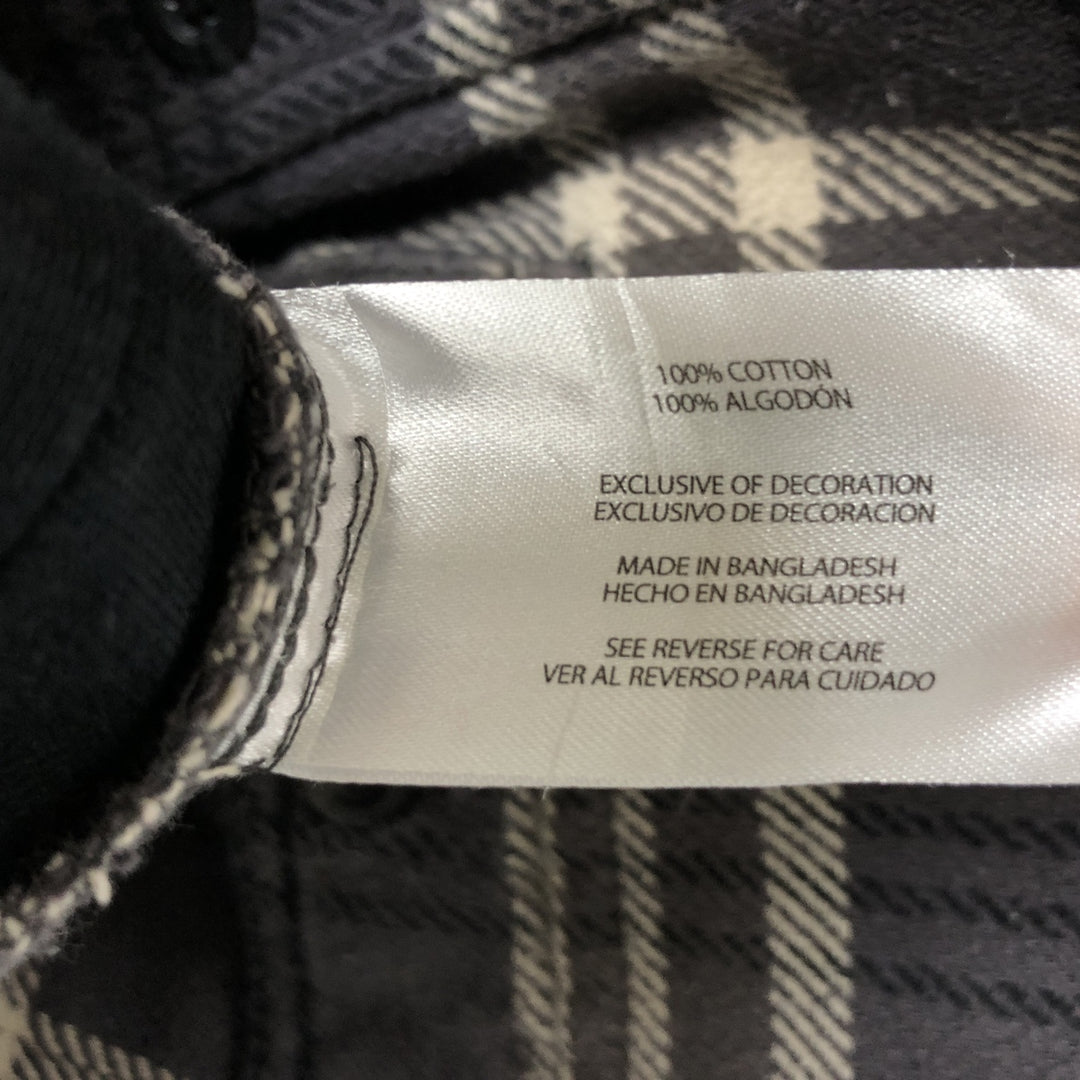 100% COTTON
100% ALGODÓN
EXCLUSIVE OF DECORATION
EXCLUSIVO DE DECORACION
MADE IN BANGLADESH
HECHO EN BANGLADESH
SEE REVERSE FOR CARE
VER AL REVERSO PARA CUIDADO